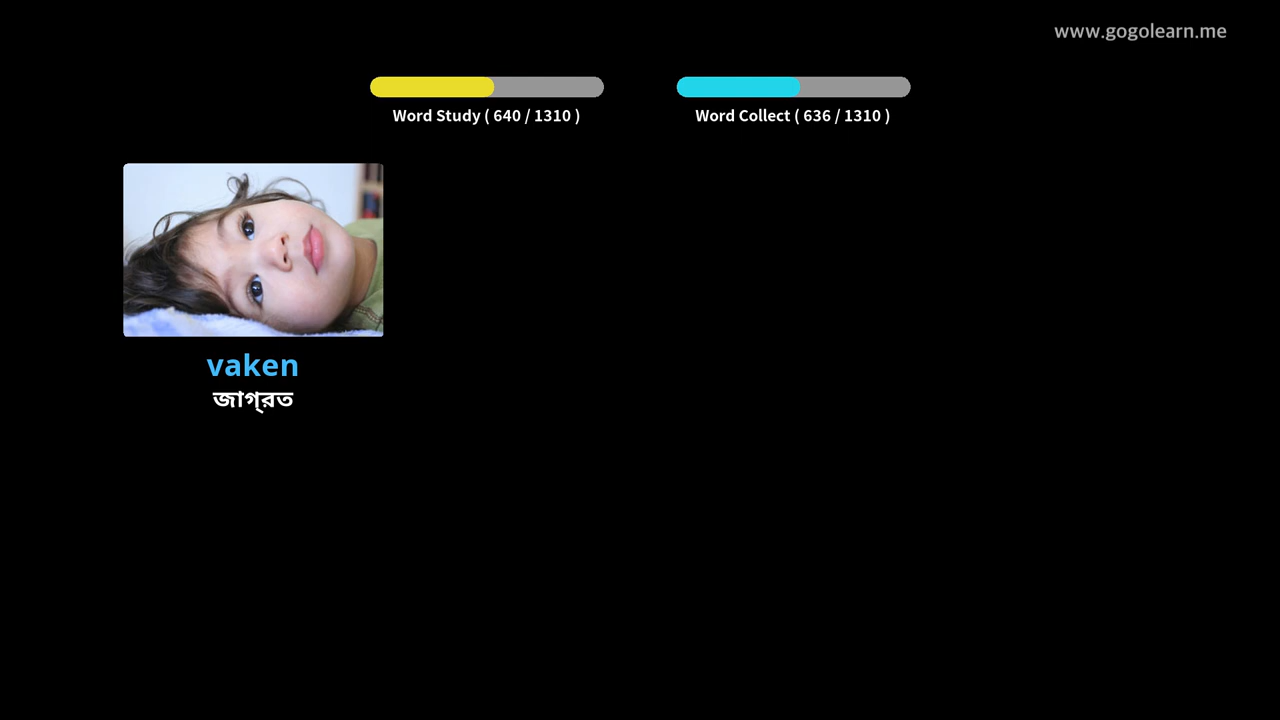 www.gogolearn.me
Word Study ( 640 / 1310 )
Word Collect ( 636 / 1310 )
vaken
জাগ্রত